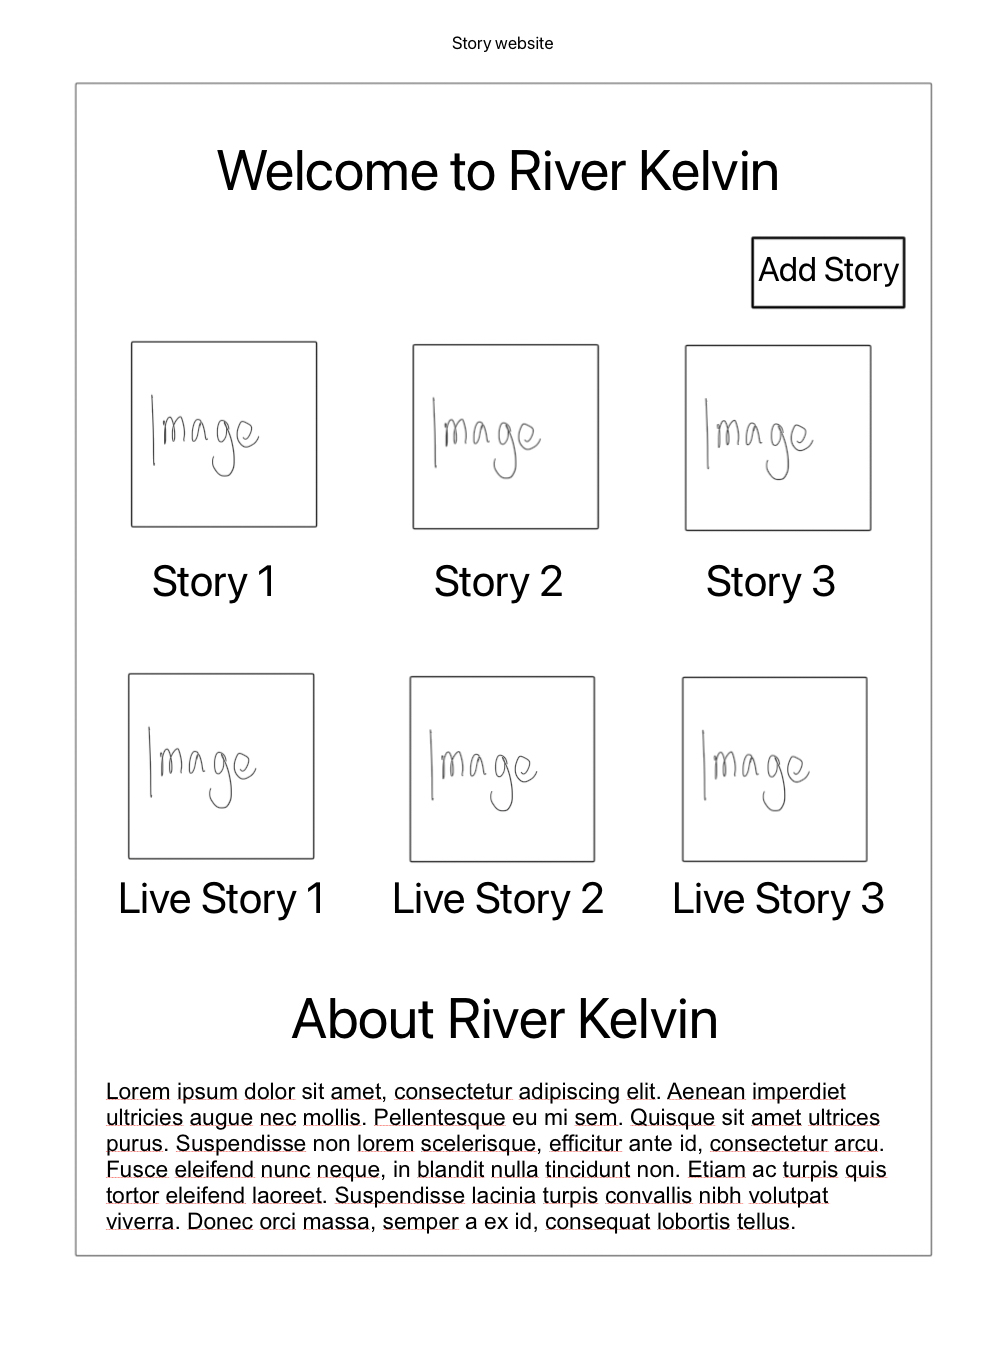 Story website
Welcome to River Kelvin
Add Story
Image Image Image
Story 1 Story 2 Story 3
Image Image Image
Live Story 1 Live Story 2 Live Story 3
About River Kelvin
Lorem ipsum dolor sit amet, consectetur adipiscing elit. Aenean imperdiet
ultricies augue nec mollis. Pellentesque eu mi sem. Quisque sit amet ultrices
purus. Suspendisse non lorem scelerisque, efficitur ante id, consectetur arcu.
Fusce eleifend nunc neque, in blandit nulla tincidunt non. Etiam ac turpis quis
tortor eleifend laoreet. Suspendisse lacinia turpis convallis nibh volutpat
viverra. Donec orci massa, semper a ex id, consequat lobortis tellus.